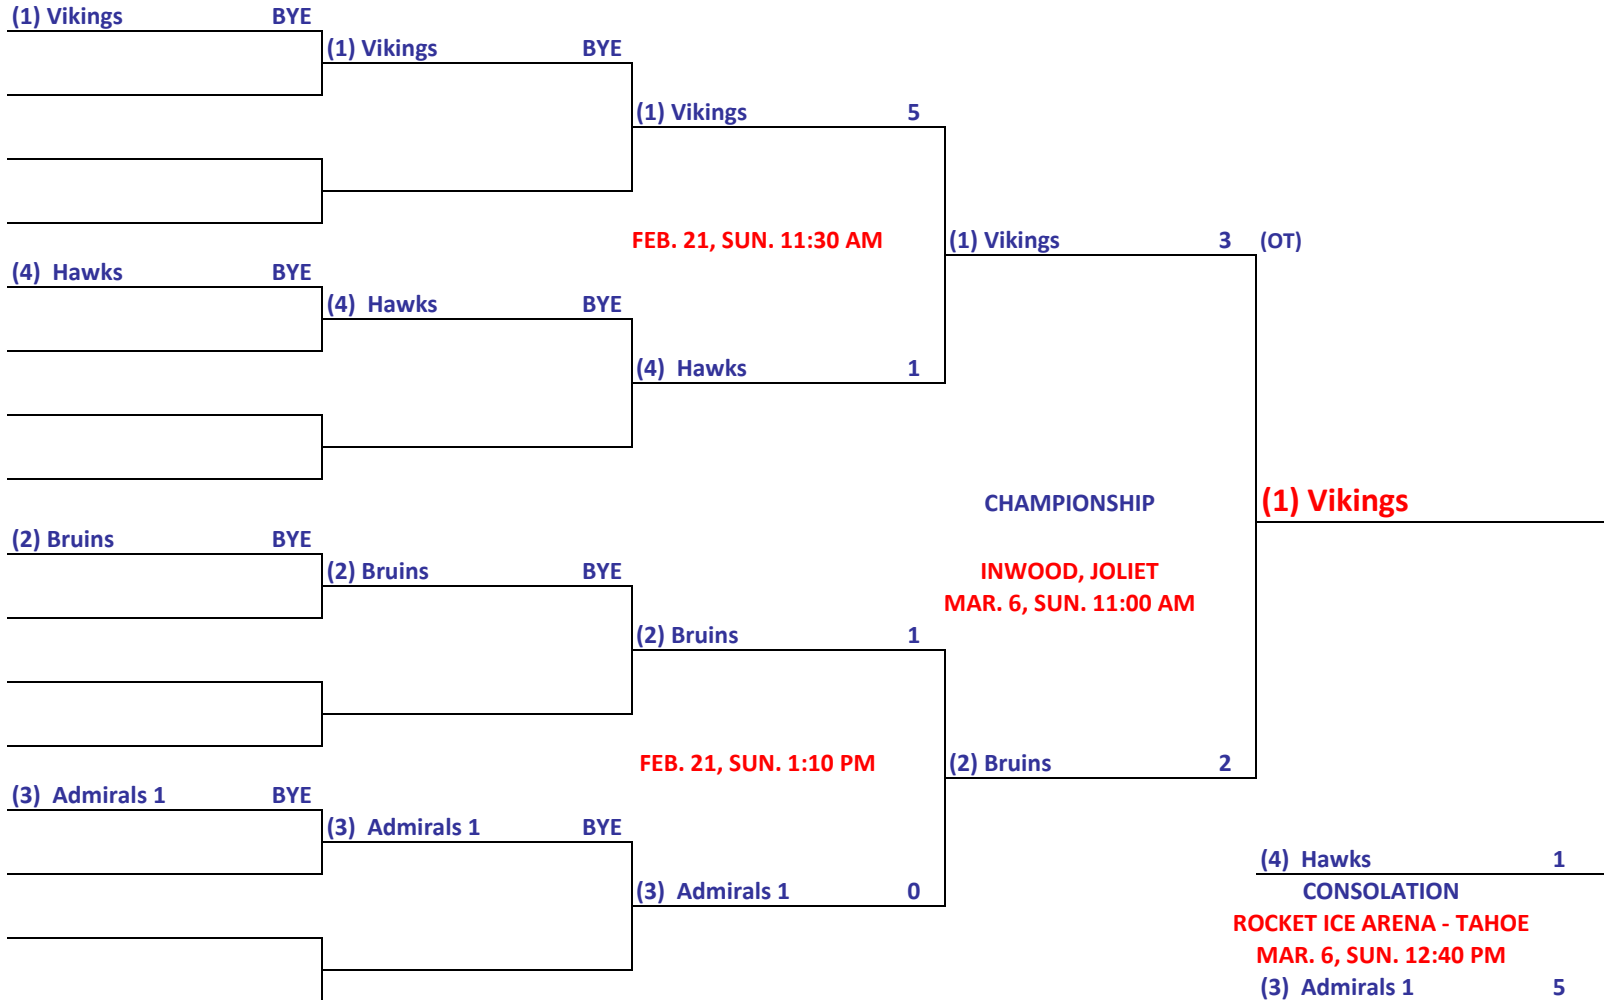 (1) Vikings BYE
(1) Vikings BYE
(1) Vikings 5
FEB. 21, SUN. 11:30 AM
(1) Vikings 3 (OT)
(4) Hawks BYE
(4) Hawks BYE
(4) Hawks 1
CHAMPIONSHIP
(1) Vikings
(2) Bruins BYE
(2) Bruins BYE
INWOOD, JOLIET
MAR. 6, SUN. 11:00 AM
(2) Bruins 1
FEB. 21, SUN. 1:10 PM
(2) Bruins 2
(3) Admirals 1 BYE
(3) Admirals 1 BYE
(3) Admirals 1 0
(4) Hawks 1
CONSOLATION
ROCKET ICE ARENA - TAHOE
MAR. 6, SUN. 12:40 PM
(3) Admirals 1 5